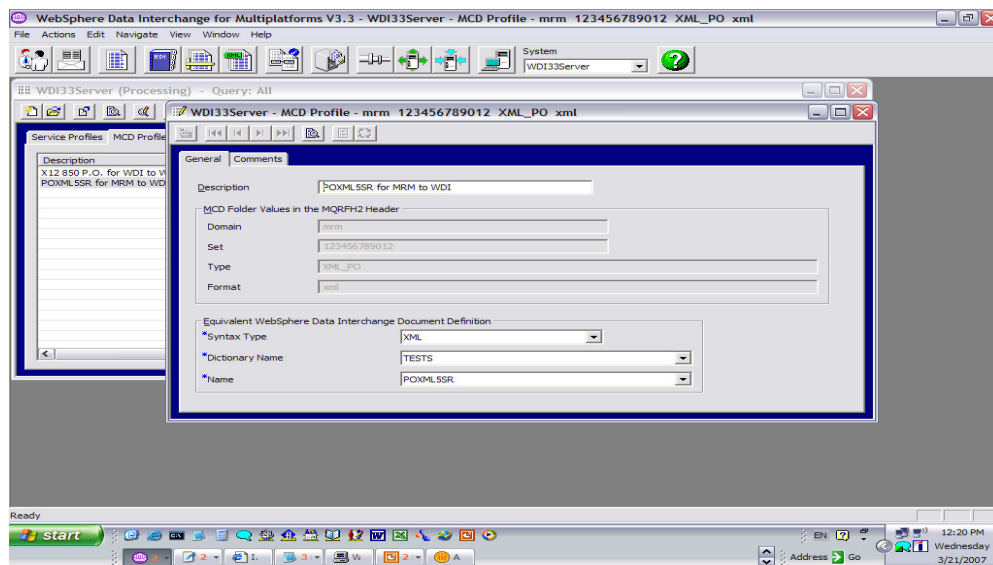 WebSphere Data Interchange for Multiplatforms V3.3 - WDI33Server - MCD Profile - mrm 123456789012 XML_PO xml
File Actions Edit Navigate View Window Help
System
WDI33Server
WDI33Server (Processing) - Query: All
WDI33Server - MCD Profile - mrm 123456789012 XML_PO xml
Service Profiles MCD Profile
General Comments
Description
X12 850 P.O. for WDI to W
POXML5SR for MRM to WD
Description POXML5SR for MRM to WDI
MCD Folder Values in the MQRFH2 Header
Domain mrm
Set 123456789012
Type XML_PO
Format xml
Equivalent WebSphere Data Interchange Document Definition
*Syntax Type XML
*Dictionary Name TESTS
*Name POXML5SR
Ready
start
EN
12:20 PM
2 I. 3 W 2 A
Address Go
Wednesday
3/21/2007